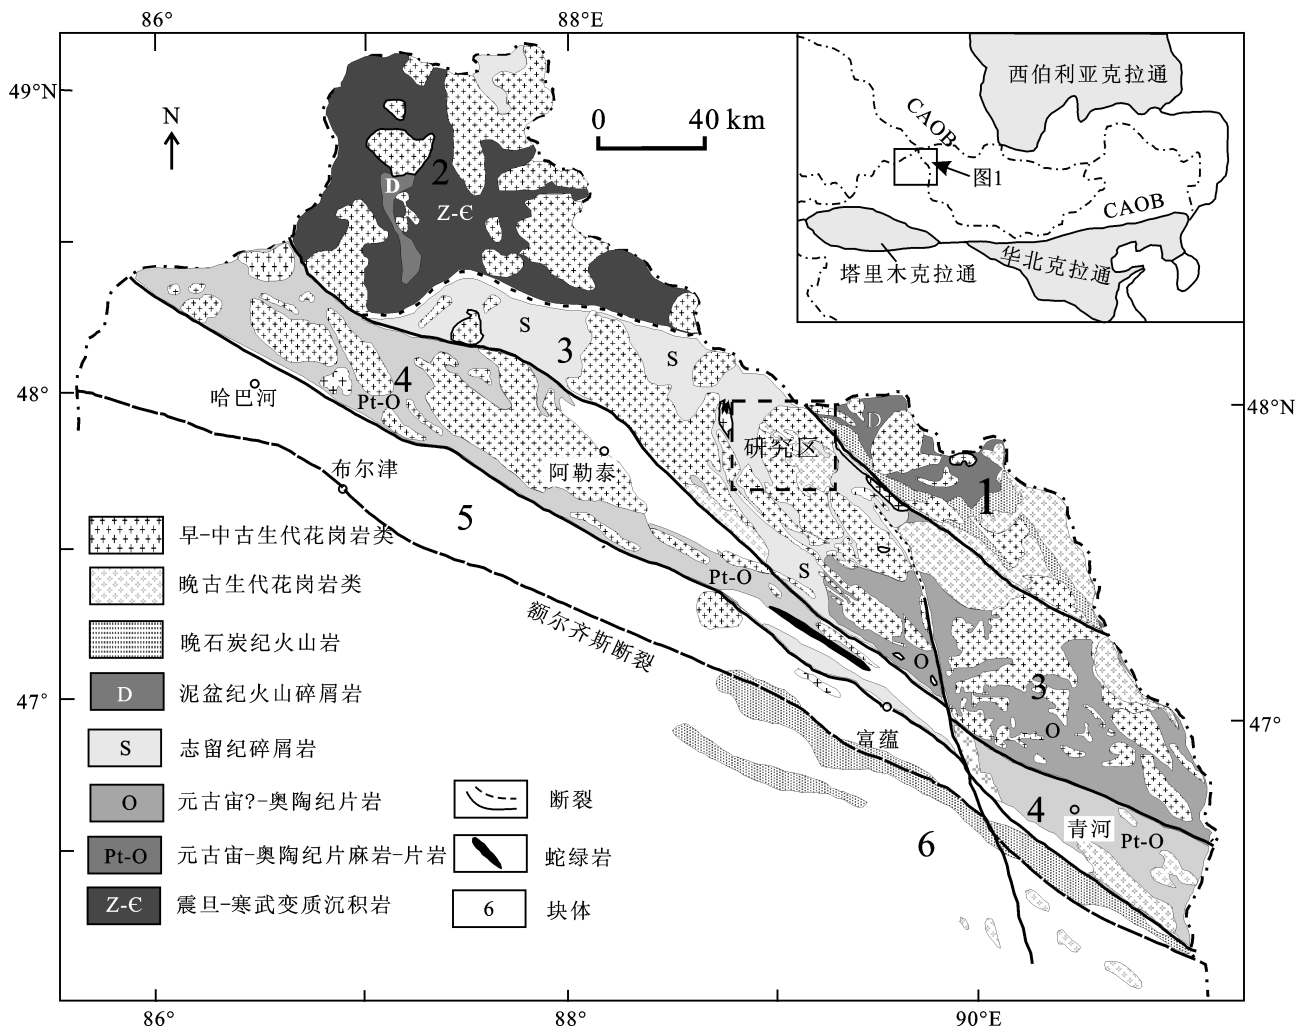 86°
88°E
49°N
N
0
40 km
西伯利亚克拉通
CAOB
图1
CAOB
塔里木克拉通
华北克拉通
2
D
Z-Є
S
3
S
48°
4
Pt-O
哈巴河
布尔津
阿勒泰
研究区
D
1
48°N
5
D
S
Pt-O
额尔齐斯断裂
O
3
O
47°
富蕴
47°
4
青河
Pt-O
6
早-中古生代花岗岩类
晚古生代花岗岩类
晚石炭纪火山岩
D 泥盆纪火山碎屑岩
S 志留纪碎屑岩
O 元古宙?-奥陶纪片岩
Pt-O 元古宙-奥陶纪片麻岩-片岩
Z-Є 震旦-寒武变质沉积岩
断裂
蛇绿岩
6 块体
86°
88°
90°E